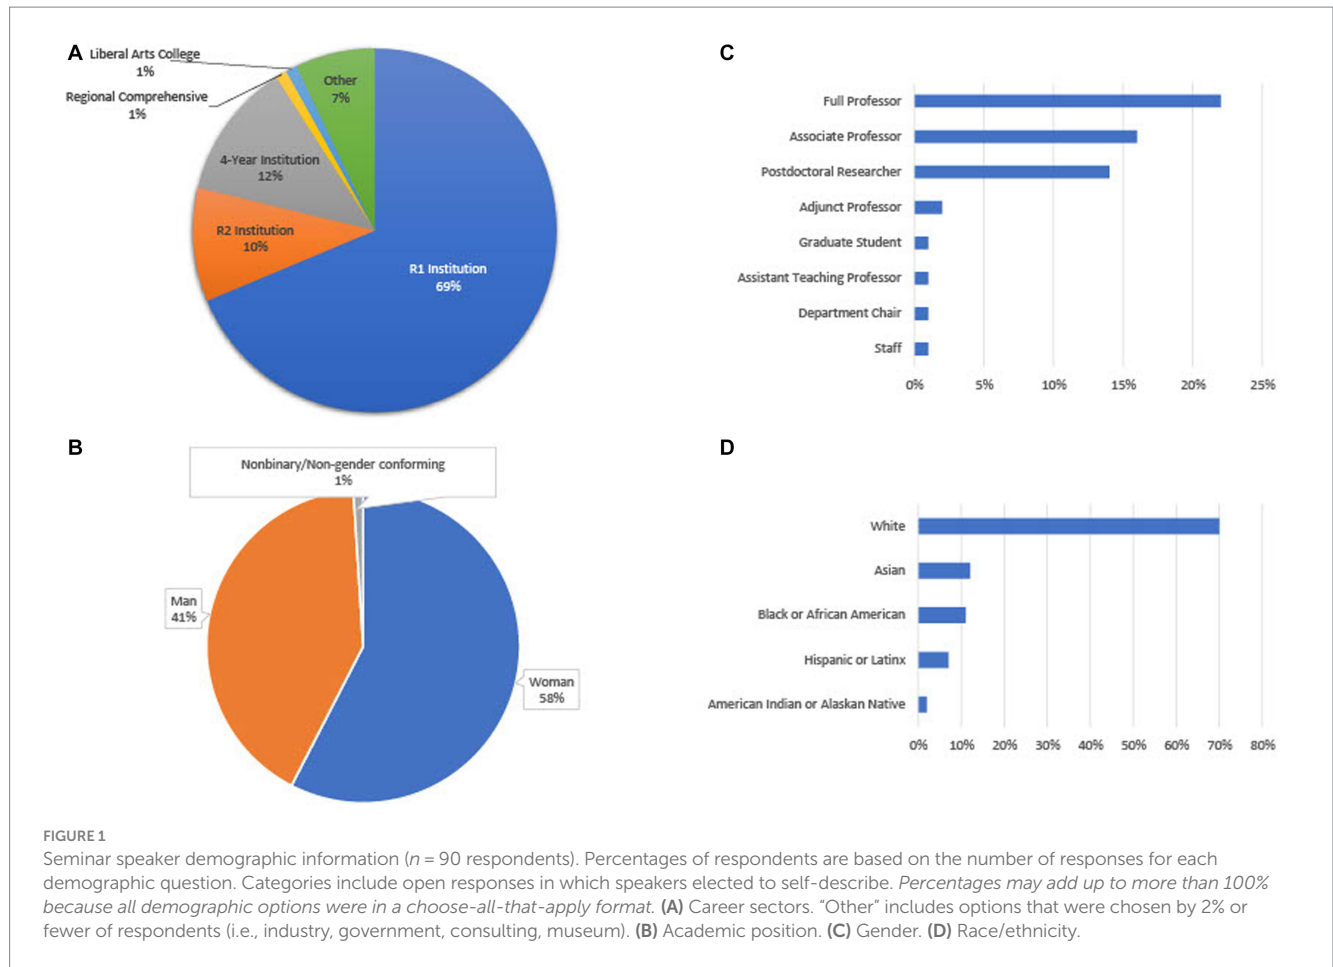 A
Liberal Arts College
1%
Regional Comprehensive
1%
Other
7%
4-Year Institution
12%
R2 Institution
10%
R1 Institution
69%
C
Full Professor
Associate Professor
Postdoctoral Researcher
Adjunct Professor
Graduate Student
Assistant Teaching Professor
Department Chair
Staff
0% 5% 10% 15% 20% 25%
B
Nonbinary/Non-gender conforming
1%
Man
41%
Woman
58%
D
White
Asian
Black or African American
Hispanic or Latinx
American Indian or Alaskan Native
0% 10% 20% 30% 40% 50% 60% 70% 80%
FIGURE 1
Seminar speaker demographic information (n = 90 respondents). Percentages of respondents are based on the number of responses for each
demographic question. Categories include open responses in which speakers elected to self-describe. Percentages may add up to more than 100%
because all demographic options were in a choose-all-that-apply format. (A) Career sectors. "Other" includes options that were chosen by 2% or
fewer of respondents (i.e., industry, government, consulting, museum). (B) Academic position. (C) Gender. (D) Race/ethnicity.